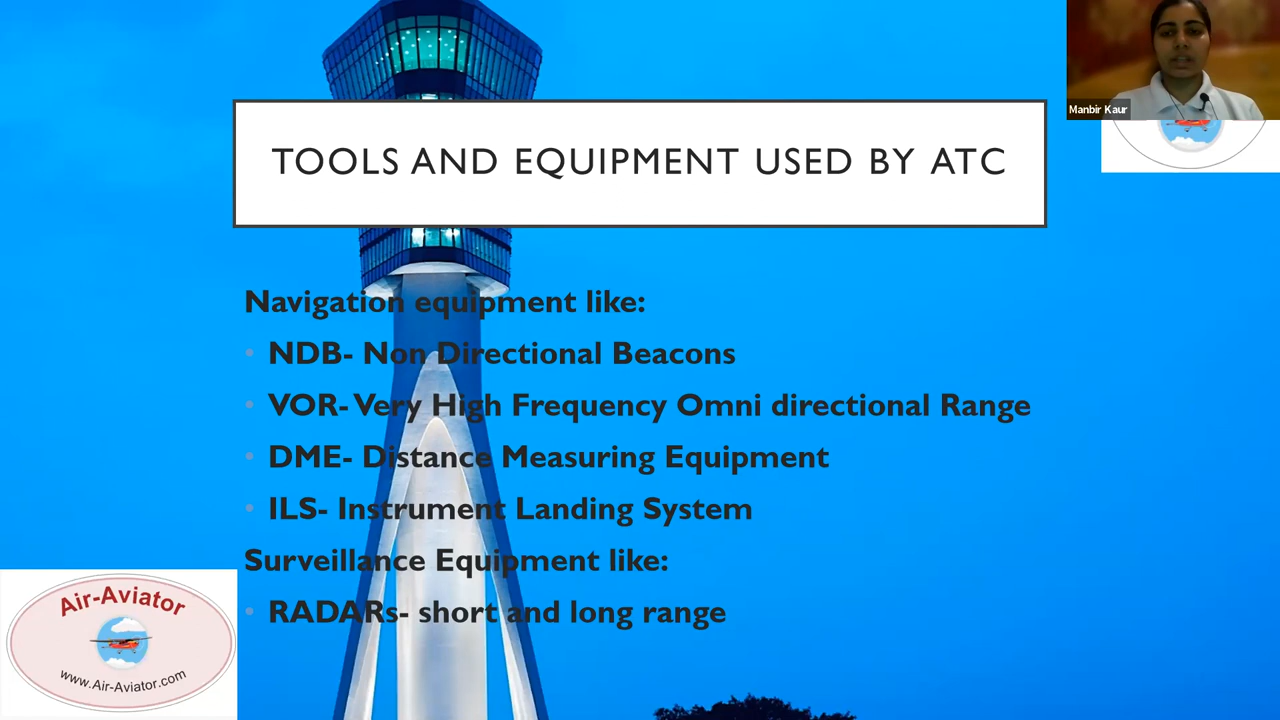 Manbir Kaur
TOOLS AND EQUIPMENT USED BY ATC
Navigation equipment like:
• NDB- Non Directional Beacons
• VOR- Very High Frequency Omni directional Range
• DME- Distance Measuring Equipment
• ILS- Instrument Landing System
Surveillance Equipment like:
• RADARs- short and long range
Air-Aviator
www.Air-Aviator.com